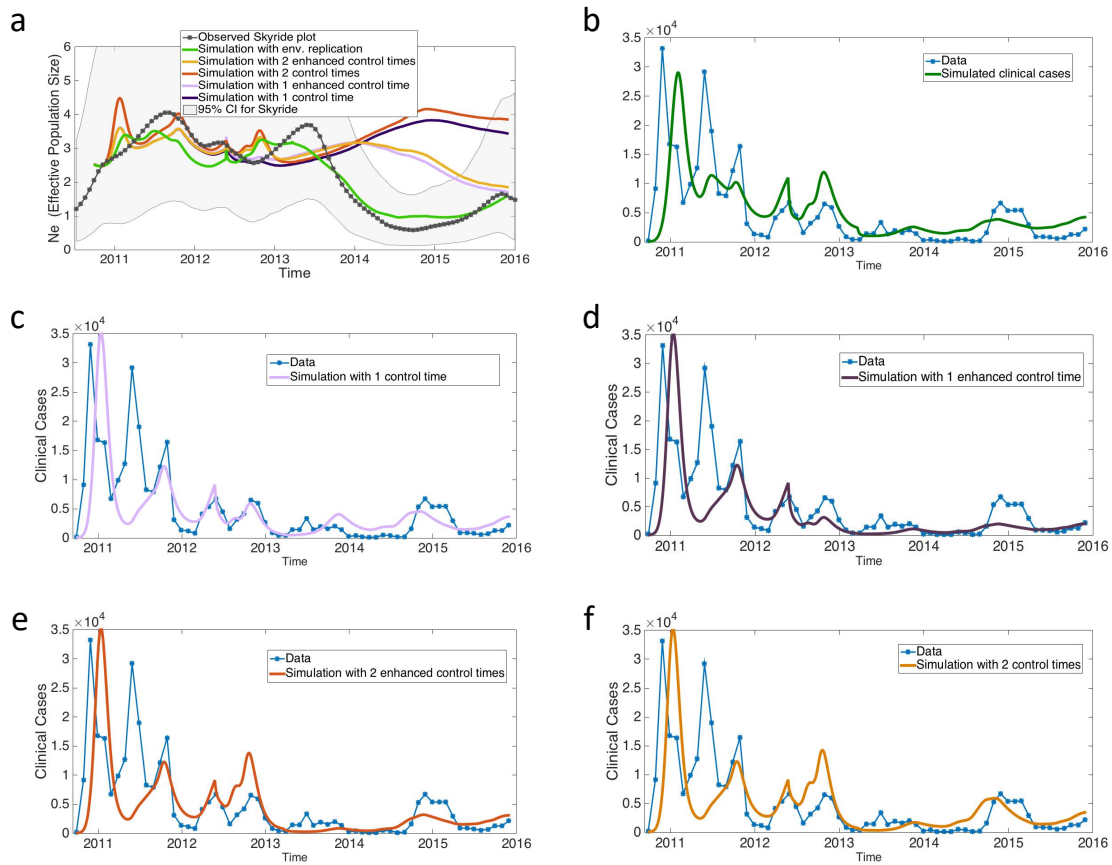 a
Observed Skyride plot
Simulation with env. replication
Simulation with 2 enhanced control times
Simulation with 2 control times
Simulation with 1 enhanced control time
Simulation with 1 control time
95% CI for Skyride
Ne (Effective Population Size)
6
5
4
3
2
1
0
2011 2012 2013 2014 2015 2016
Time
b
×10⁴
Data
Simulated clinical cases
3.5
3
2.5
2
1.5
1
0.5
0
2011 2012 2013 2014 2015 2016
Time
c
×10⁴
Data
Simulation with 1 control time
Clinical Cases
3.5
3
2.5
2
1.5
1
0.5
0
2011 2012 2013 2014 2015 2016
Time
d
×10⁴
Data
Simulation with 1 enhanced control time
Clinical Cases
3.5
3
2.5
2
1.5
1
0.5
0
2011 2012 2013 2014 2015 2016
Time
e
×10⁴
Data
Simulation with 2 enhanced control times
Clinical Cases
3.5
3
2.5
2
1.5
1
0.5
0
2011 2012 2013 2014 2015 2016
Time
f
×10⁴
Data
Simulation with 2 control times
Clinical Cases
3.5
3
2.5
2
1.5
1
0.5
0
2011 2012 2013 2014 2015 2016
Time